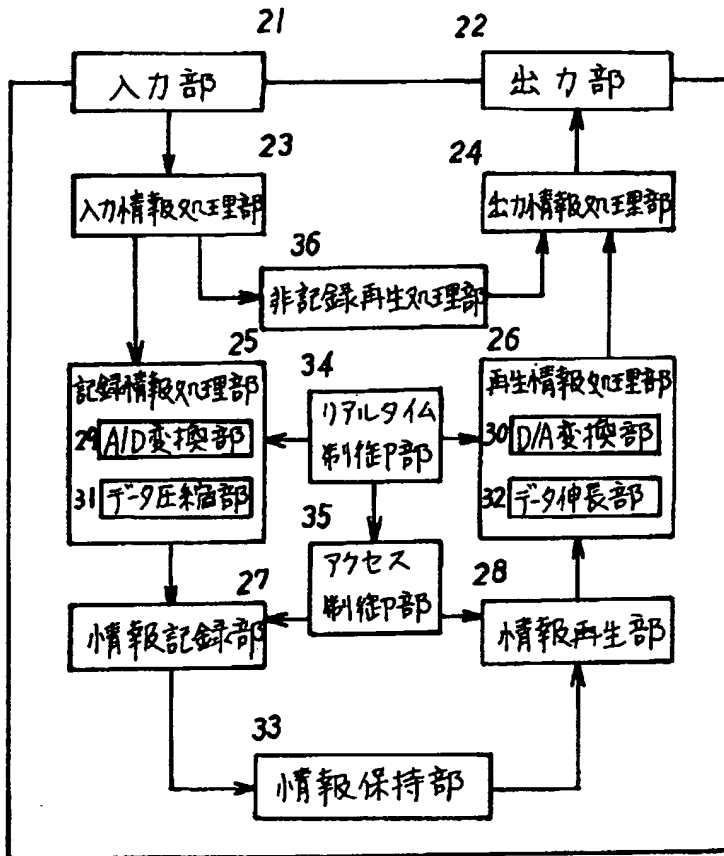 21
22
入力部
出力部
23
24
入力情報処理部
出力情報処理部
36
非記録再生処理部
25
34
26
記録情報処理部
リアルタイム
制御部
再生情報処理部
29 A/D変換部
30 D/A変換部
31 データ圧縮部
32 データ伸長部
35
アクセス
制御部
27
28
情報記録部
情報再生部
33
情報保持部